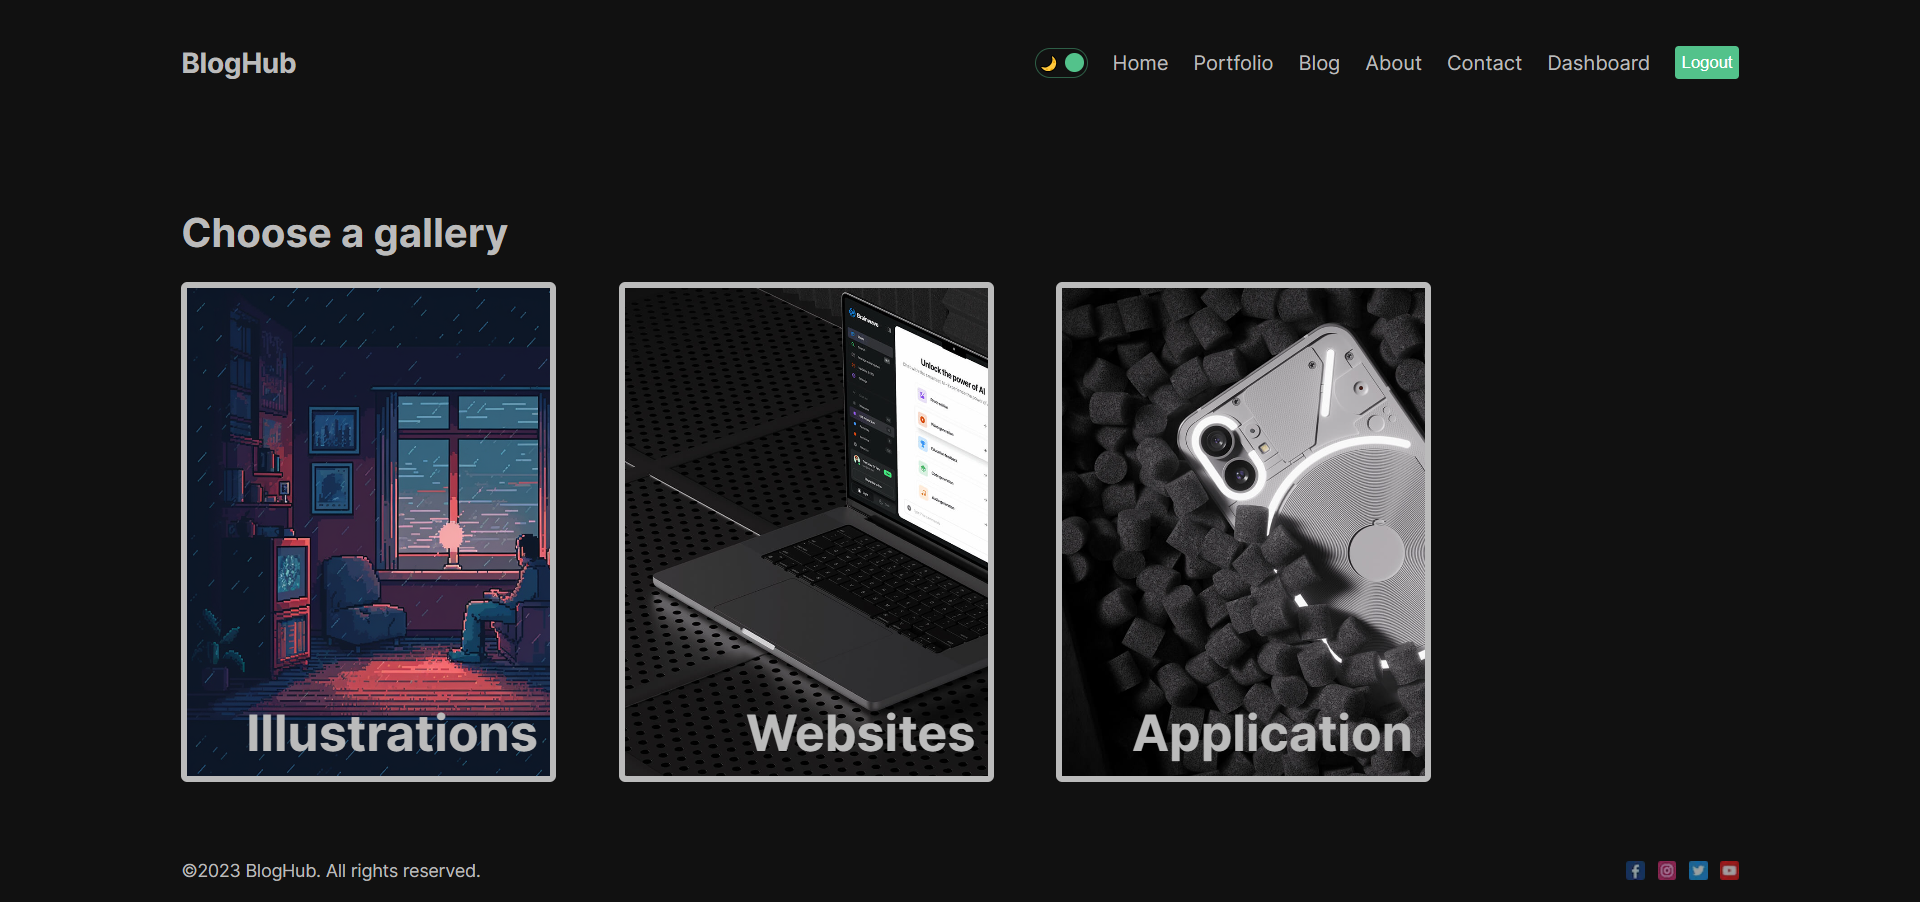 BlogHub
Home Portfolio Blog About Contact Dashboard Logout
Choose a gallery
Brainwave
Unlock the power of AI
Illustrations
Websites
Application
©2023 BlogHub. All rights reserved.